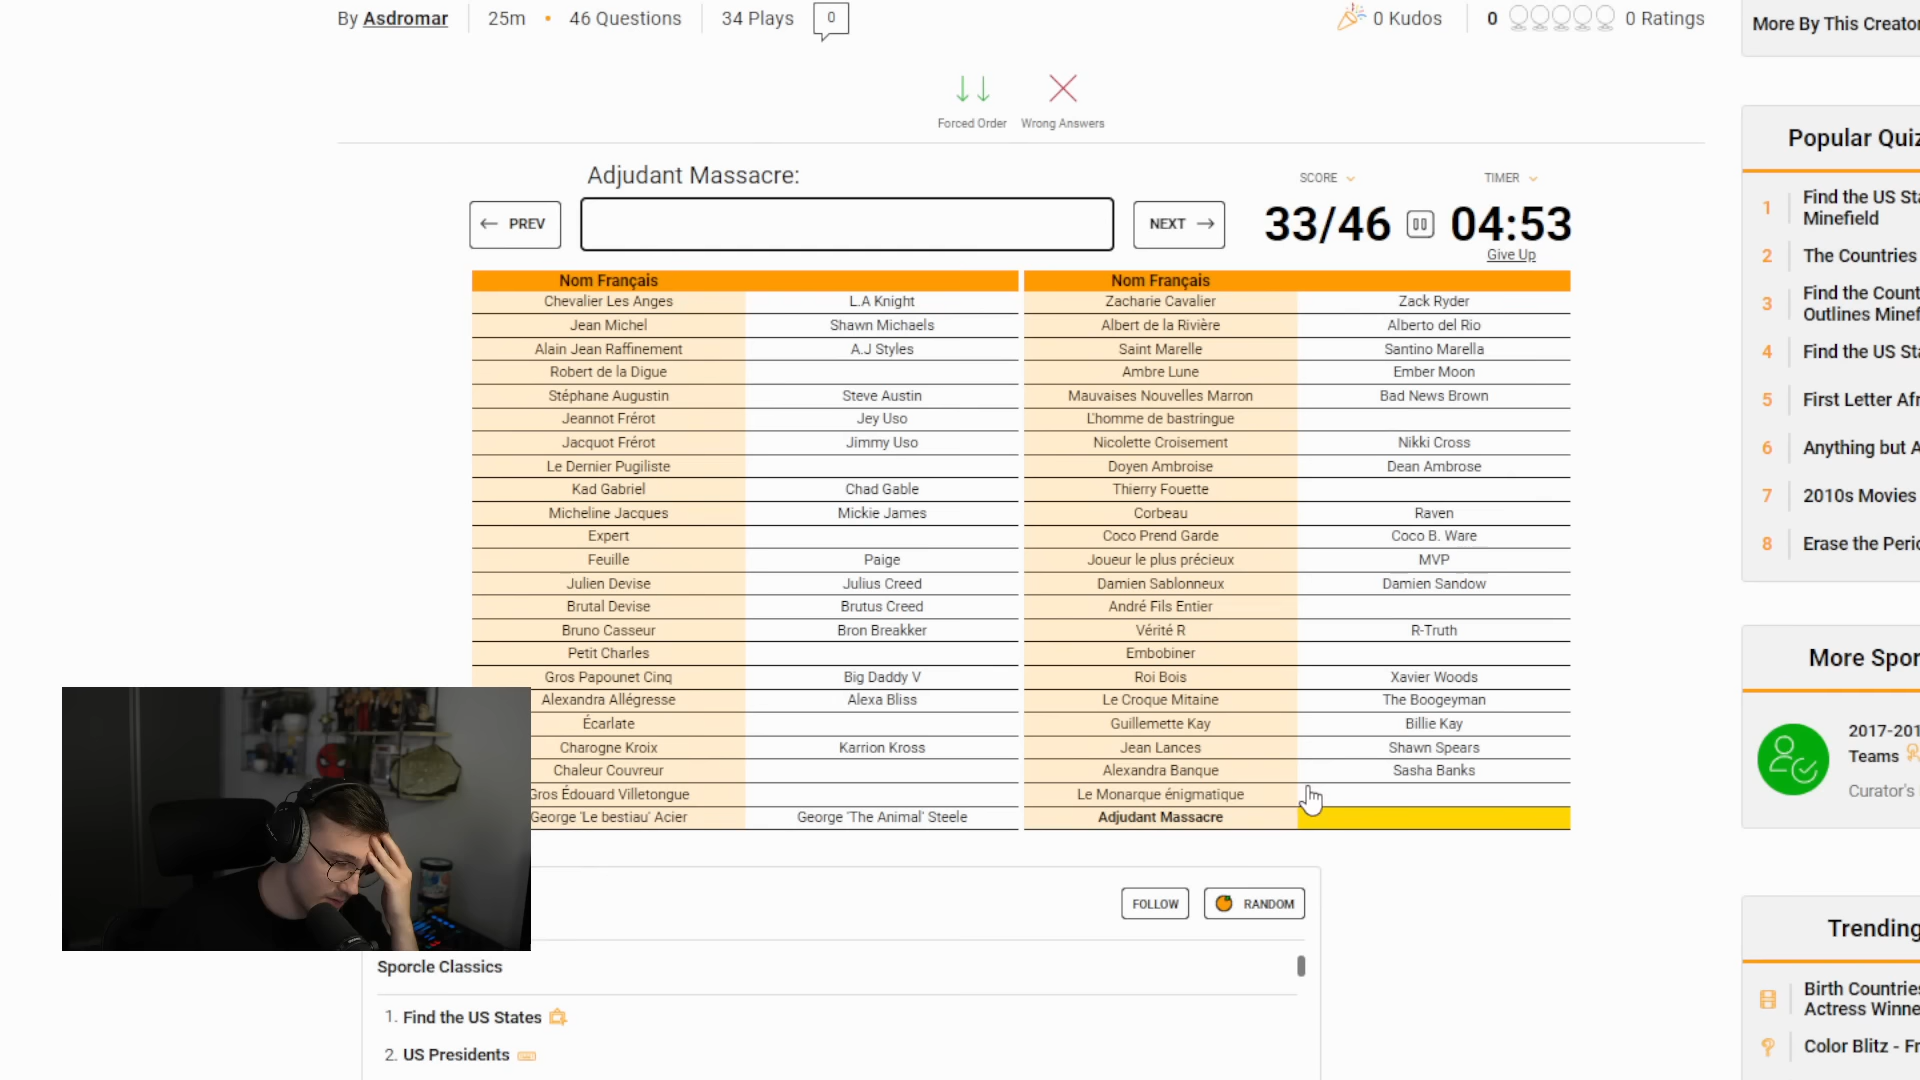 By Asdromar 25m • 46 Questions 34 Plays 0 0 Kudos 0 0 Ratings
More By This Creator
Forced Order Wrong Answers
Adjudant Massacre:
SCORE TIMER
← PREV NEXT → 33/46 04:53
Give Up
Nom Français Nom Français
Chevalier Les Anges L.A Knight Zacharie Cavalier Zack Ryder
Jean Michel Shawn Michaels Albert de la Rivière Alberto del Rio
Alain Jean Raffinement A.J Styles Saint Marelle Santino Marella
Robert de la Digue Ambre Lune Ember Moon
Stéphane Augustin Steve Austin Mauvaises Nouvelles Marron Bad News Brown
Jeannot Frérot Jey Uso L'homme de bastringue
Jacquot Frérot Jimmy Uso Nicolette Croisement Nikki Cross
Le Dernier Pugiliste Doyen Ambroise Dean Ambrose
Kad Gabriel Chad Gable Thierry Fouette
Micheline Jacques Mickie James Corbeau Raven
Expert Coco Prend Garde Coco B. Ware
Feuille Paige Joueur le plus précieux MVP
Julien Devise Julius Creed Damien Sablonneux Damien Sandow
Brutal Devise Brutus Creed André Fils Entier
Bruno Casseur Bron Breakker Vérité R R-Truth
Petit Charles Embobiner
Gros Papounet Cinq Big Daddy V Roi Bois Xavier Woods
Alexandra Allégresse Alexa Bliss Le Croque Mitaine The Boogeyman
Écarlate Guillemette Kay Billie Kay
Charogne Kroix Karrion Kross Jean Lances Shawn Spears
Chaleur Couvreur Alexandra Banque Sasha Banks
Gros Édouard Villetongue Le Monarque énigmatique
George 'Le bestiau' Acier George 'The Animal' Steele Adjudant Massacre
FOLLOW RANDOM
Sporcle Classics
1. Find the US States
2. US Presidents
Popular Quiz
1 Find the US Sta
Minefield
2 The Countries
3 Find the Count
Outlines Minef
4 Find the US Sta
5 First Letter Afr
6 Anything but A
7 2010s Movies
8 Erase the Perio
More Spor
2017-201
Teams
Curator's
Trending
Birth Countries
Actress Winne
Color Blitz - Fr